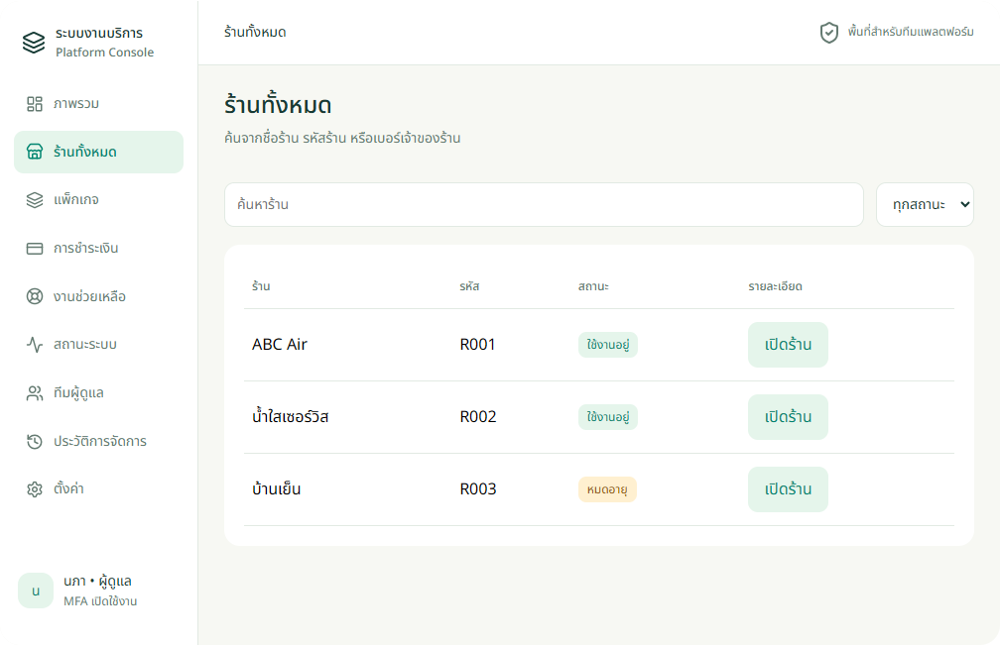 ระบบงานบริการ
Platform Console
ภาพรวม
ร้านทั้งหมด
แพ็กเกจ
การชำระเงิน
งานช่วยเหลือ
สถานะระบบ
ทีมผู้ดูแล
ประวัติการจัดการ
ตั้งค่า
น
นภา • ผู้ดูแล
MFA เปิดใช้งาน
ร้านทั้งหมด
พื้นที่สำหรับทีมแพลตฟอร์ม
ร้านทั้งหมด
ค้นจากชื่อร้าน รหัสร้าน หรือเบอร์เจ้าของร้าน
ค้นหาร้าน
ทุกสถานะ
ร้าน รหัส สถานะ รายละเอียด
ABC Air R001 ใช้งานอยู่ เปิดร้าน
น้ำใสเซอร์วิส R002 ใช้งานอยู่ เปิดร้าน
บ้านเย็น R003 หมดอายุ เปิดร้าน